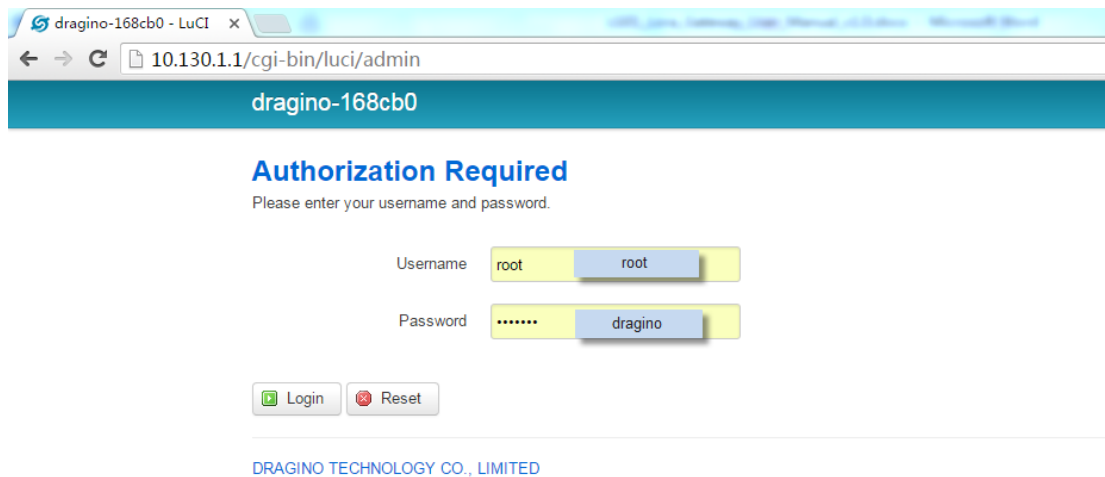 dragino-168cb0 - LuCI x
10.130.1.1/cgi-bin/luci/admin
dragino-168cb0
Authorization Required
Please enter your username and password.
Username root root
Password ••••••• dragino
Login Reset
DRAGINO TECHNOLOGY CO., LIMITED